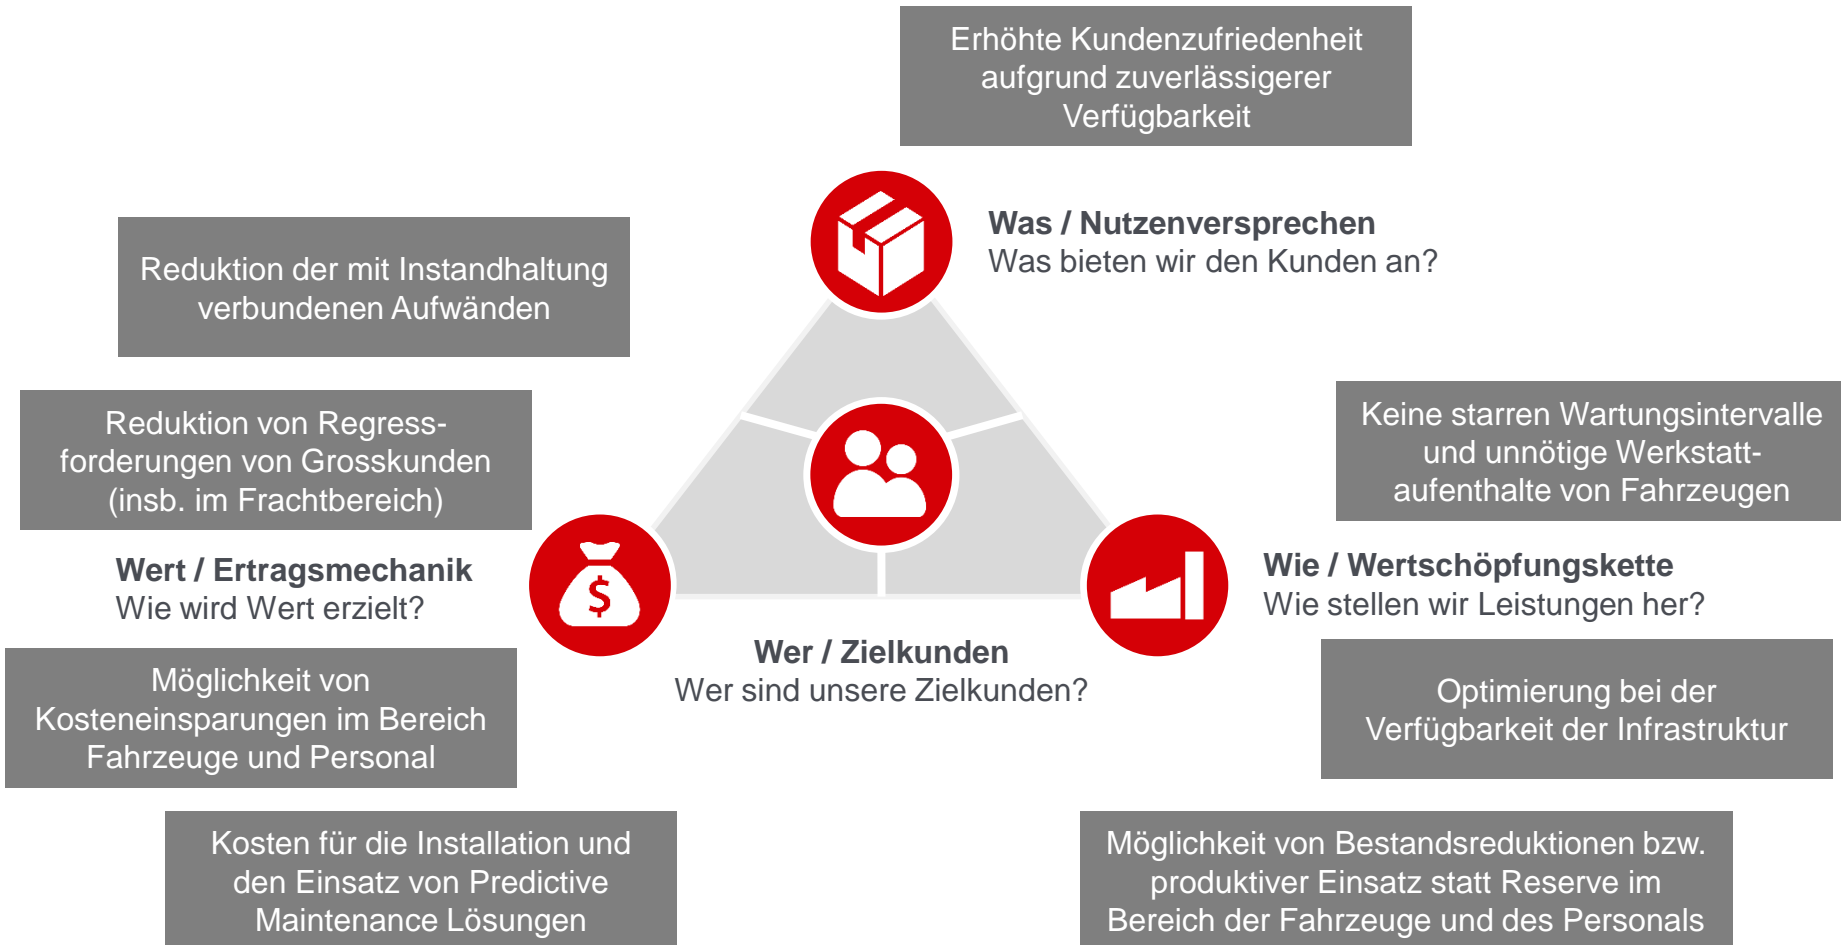 Erhöhte Kundenzufriedenheit
aufgrund zuverlässigerer
Verfügbarkeit
Was / Nutzenversprechen
Was bieten wir den Kunden an?
Reduktion der mit Instandhaltung
verbundenen Aufwänden
Reduktion von Regress-
forderungen von Grosskunden
(insb. im Frachtbereich)
Wert / Ertragsmechanik
Wie wird Wert erzielt?
$
Möglichkeit von
Kosteneinsparungen im Bereich
Fahrzeuge und Personal
Kosten für die Installation und
den Einsatz von Predictive
Maintenance Lösungen
Wer / Zielkunden
Wer sind unsere Zielkunden?
Keine starren Wartungsintervalle
und unnötige Werkstatt-
aufenthalte von Fahrzeugen
Wie / Wertschöpfungskette
Wie stellen wir Leistungen her?
Optimierung bei der
Verfügbarkeit der Infrastruktur
Möglichkeit von Bestandsreduktionen bzw.
produktiver Einsatz statt Reserve im
Bereich der Fahrzeuge und des Personals